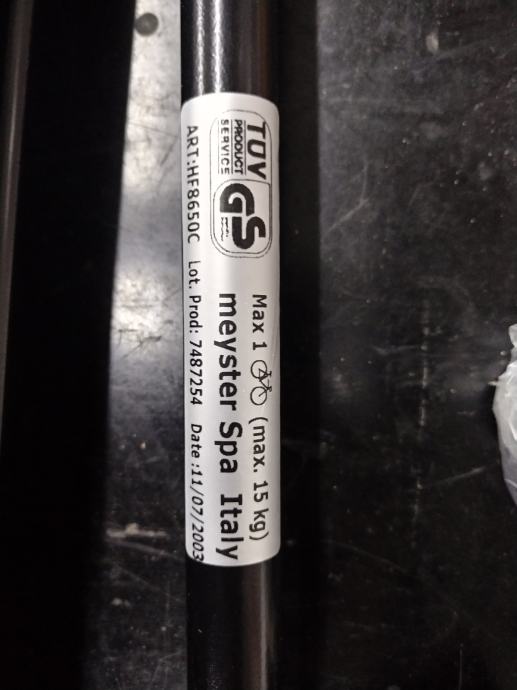 TUV
PRODUCT
SERVICE
GS
Max 1 (max. 15 kg)
meyster Spa Italy
ART:HF8650C Lot. Prod: 7487254 Date :11/07/2003